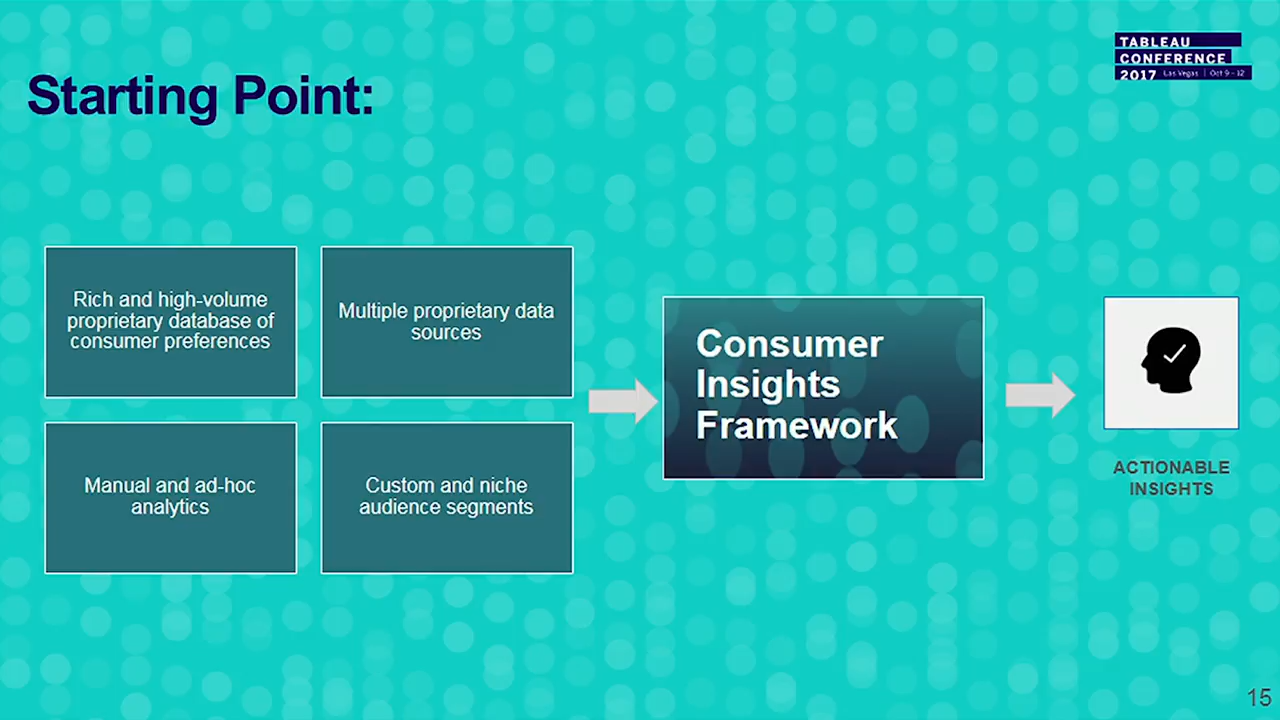 TABLEAU
CONFERENCE
2017 Las Vegas | Oct 9 - 12
Starting Point:
Rich and high-volume
proprietary database of
consumer preferences
Multiple proprietary data
sources
Manual and ad-hoc
analytics
Custom and niche
audience segments
Consumer
Insights
Framework
ACTIONABLE
INSIGHTS
15